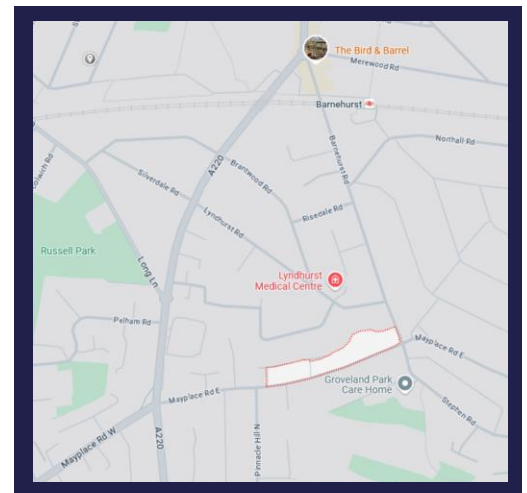 The Bird & Barrel
Merewood Rd
Barnehurst
Northall Rd
Barnehurst Rd
Silverdale Rd
A220
Brantwood Rd
Lyndhurst Rd
Risedale Rd
Russell Park
Long Ln
Lyndhurst
Medical Centre
Pelham Rd
Mayplace Rd E
Groveland Park
Care Home
Mayplace Rd E
Stephen Rd
Mayplace Rd W
A220
Pinnacle Hill N